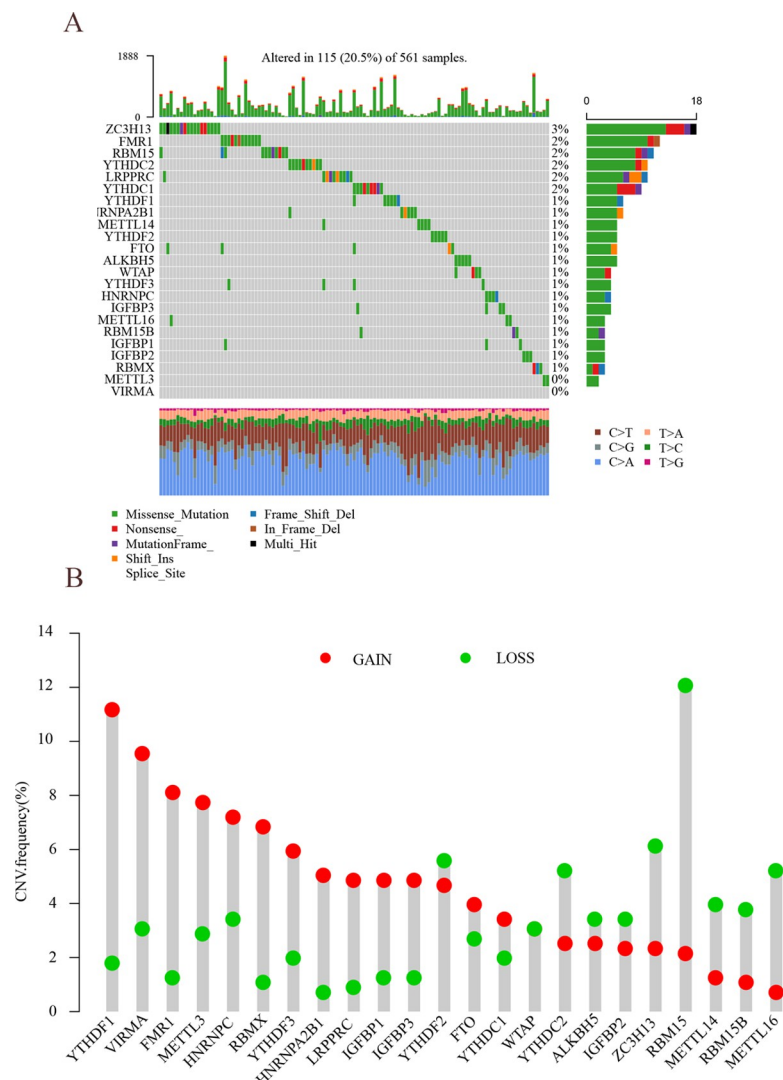 A
1888
Altered in 115 (20.5%) of 561 samples.
0
0 18
ZC3H13 3%
FMR1 2%
RBM15 2%
YTHDC2 2%
LRPPRC 2%
YTHDC1 2%
YTHDF1 1%
HNRNPA2B1 1%
METTL14 1%
YTHDF2 1%
FTO 1%
ALKBH5 1%
WTAP 1%
YTHDF3 1%
HNRNPC 1%
IGFBP3 1%
METTL16 1%
RBM15B 1%
IGFBP1 1%
IGFBP2 1%
RBMX 1%
METTL3 0%
VIRMA 0%
C>T T>A
C>G T>C
C>A T>G
Missense_Mutation Frame_Shift_Del
Nonsense_ In_Frame_Del
MutationFrame_ Multi_Hit
Shift_Ins
Splice_Site
B
14
12
10
8
6
4
2
0
CNV.frequency(%)
GAIN LOSS
YTHDF1
VIRMA
FMR1
METTL3
HNRNPC
RBMX
YTHDF3
HNRNPA2B1
LRPPRC
IGFBP1
IGFBP3
YTHDF2
FTO
YTHDC1
WTAP
YTHDC2
ALKBH5
IGFBP2
ZC3H13
RBM15
METTL14
RBM15B
METTL16